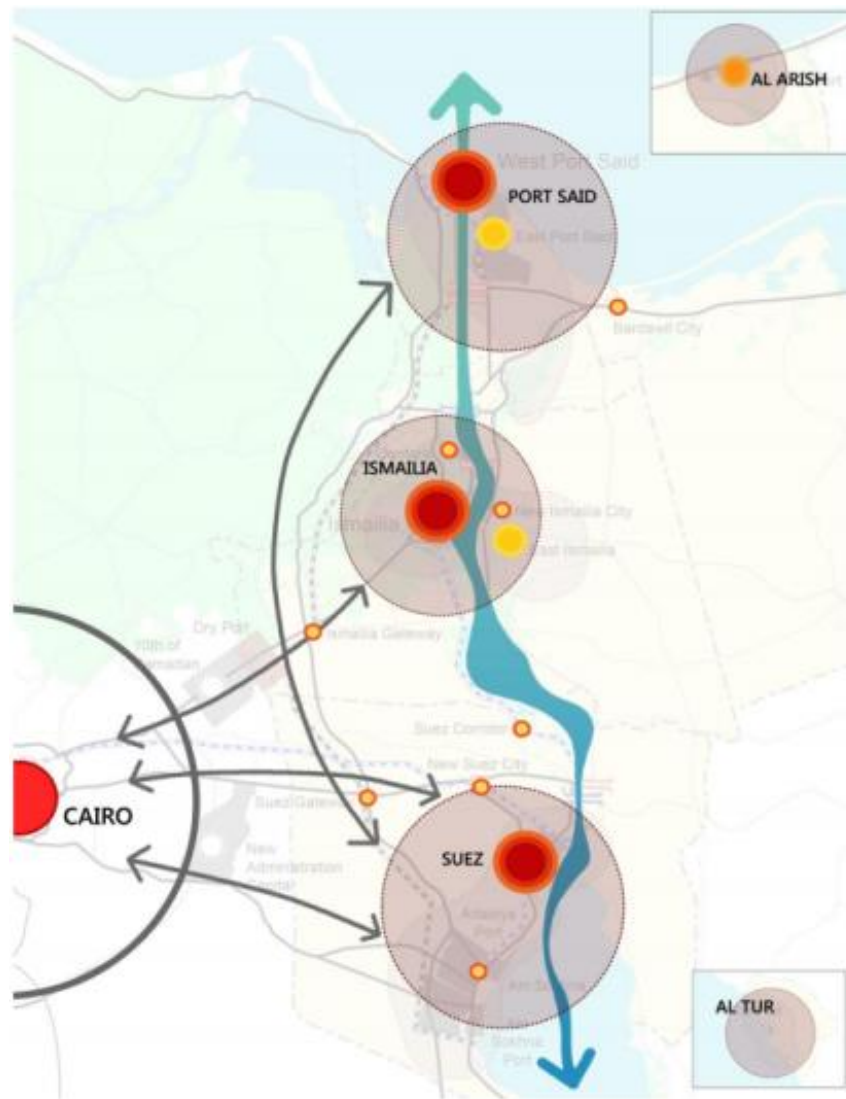 AL ARISH
West Port Said
PORT SAID
East Port Said
Bardawil City
ISMAILIA
New Ismailia City
Ismailia
East Ismailia
Dry Port
Ismailia Gateway
10th of
Ramadan
Suez Corridor
New Suez City
Suez Gateway
CAIRO
SUEZ
New
Administration
Capital
Adabiya
Port
Ain Sokhna
AL TUR
Sokhna
Port